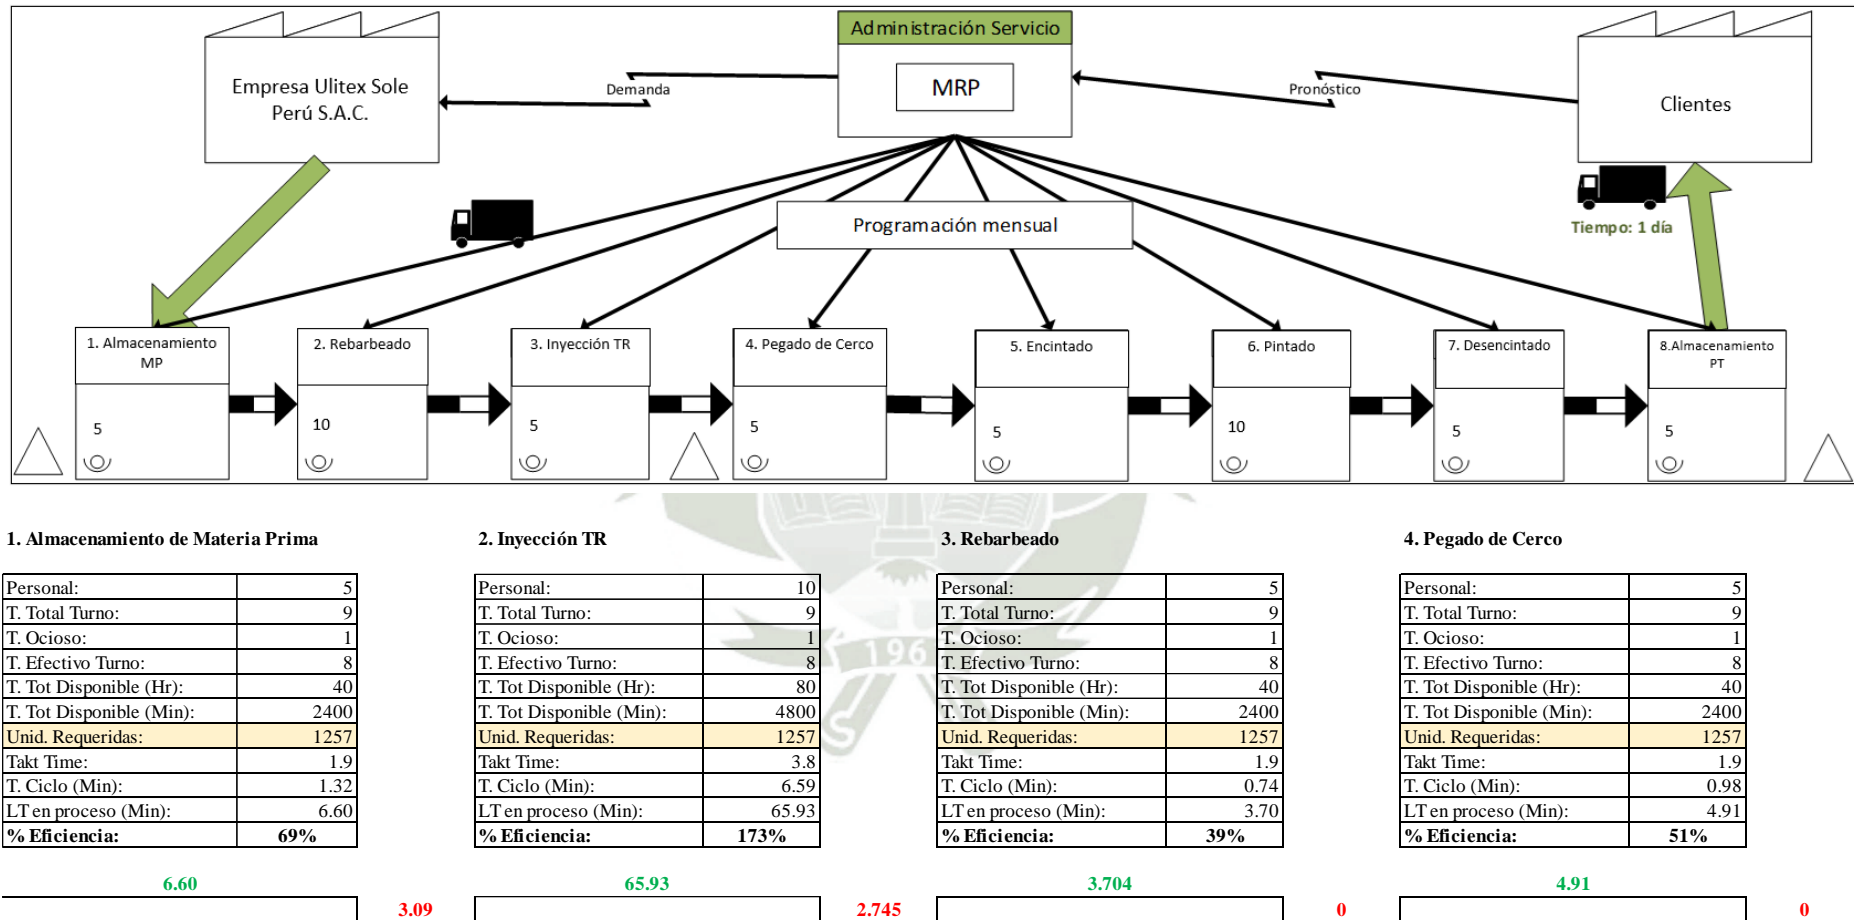 Administración Servicio
MRP
Empresa Ulitex Sole
Perú S.A.C.
Demanda
Pronóstico
Clientes
Programación mensual
Tiempo: 1 día
1. Almacenamiento
MP
5
2. Rebarbeado
10
3. Inyección TR
5
4. Pegado de Cerco
5
5. Encintado
5
6. Pintado
10
7. Desencintado
5
8.Almacenamiento
PT
5
1. Almacenamiento de Materia Prima
Personal: 5
T. Total Turno: 9
T. Ocioso: 1
T. Efectivo Turno: 8
T. Tot Disponible (Hr): 40
T. Tot Disponible (Min): 2400
Unid. Requeridas: 1257
Takt Time: 1.9
T. Ciclo (Min): 1.32
LT en proceso (Min): 6.60
% Eficiencia: 69%
2. Inyección TR
Personal: 10
T. Total Turno: 9
T. Ocioso: 1
T. Efectivo Turno: 8
T. Tot Disponible (Hr): 80
T. Tot Disponible (Min): 4800
Unid. Requeridas: 1257
Takt Time: 3.8
T. Ciclo (Min): 6.59
LT en proceso (Min): 65.93
% Eficiencia: 173%
3. Rebarbeado
Personal: 5
T. Total Turno: 9
T. Ocioso: 1
T. Efectivo Turno: 8
T. Tot Disponible (Hr): 40
T. Tot Disponible (Min): 2400
Unid. Requeridas: 1257
Takt Time: 1.9
T. Ciclo (Min): 0.74
LT en proceso (Min): 3.70
% Eficiencia: 39%
4. Pegado de Cerco
Personal: 5
T. Total Turno: 9
T. Ocioso: 1
T. Efectivo Turno: 8
T. Tot Disponible (Hr): 40
T. Tot Disponible (Min): 2400
Unid. Requeridas: 1257
Takt Time: 1.9
T. Ciclo (Min): 0.98
LT en proceso (Min): 4.91
% Eficiencia: 51%
6.60 65.93 3.704 4.91
3.09 2.745 0 0